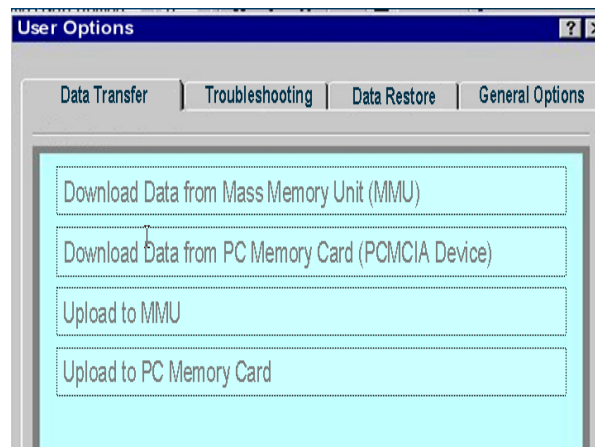 User Options
Data Transfer
Troubleshooting
Data Restore
General Options
Download Data from Mass Memory Unit (MMU)
Download Data from PC Memory Card (PCMCIA Device)
Upload to MMU
Upload to PC Memory Card